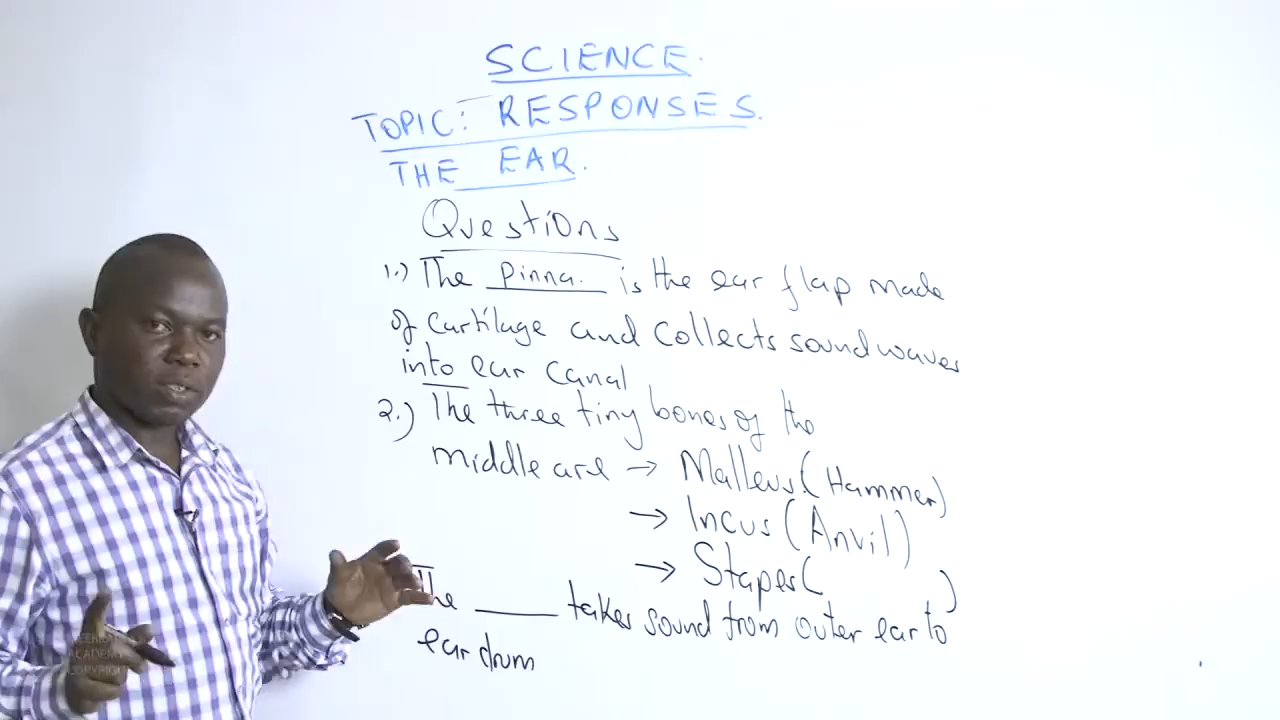 SCIENCE.
TOPIC: RESPONSES.
THE EAR.
Questions
1.) The pinna. is the ear flap made
of cartilage and collects sound waves
into ear canal
2.) The three tiny bones of the
middle are → Malleus (Hammer)
→ Incus (Anvil)
→ Stapes ( )
The ____ takes sound from outer ear to
ear drum
ACADEMY
COPYRIGHT